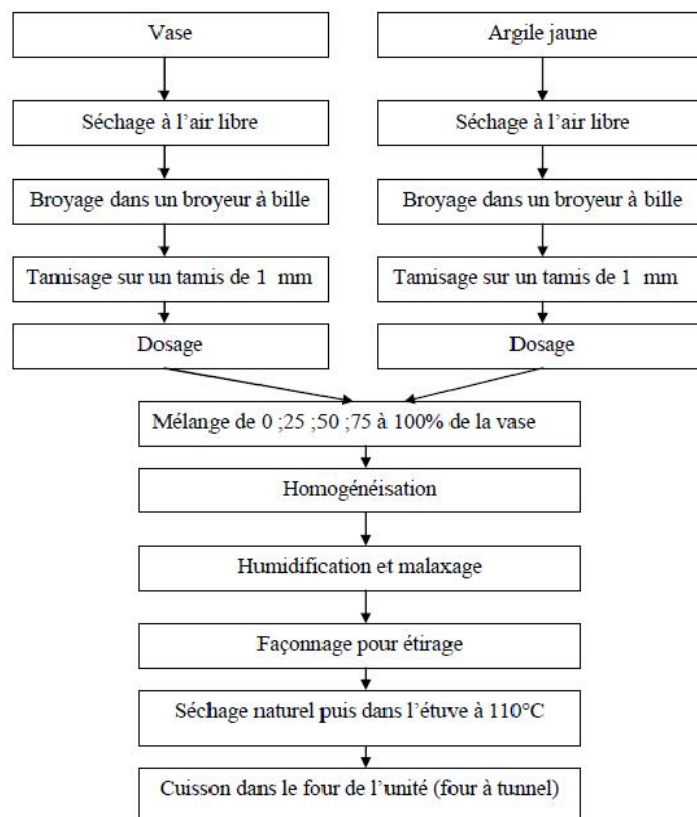 Vase
Argile jaune
Séchage à l'air libre
Séchage à l'air libre
Broyage dans un broyeur à bille
Broyage dans un broyeur à bille
Tamisage sur un tamis de 1 mm
Tamisage sur un tamis de 1 mm
Dosage
Dosage
Mélange de 0 ;25 ;50 ;75 à 100% de la vase
Homogénéisation
Humidification et malaxage
Façonnage pour étirage
Séchage naturel puis dans l'étuve à 110°C
Cuisson dans le four de l'unité (four à tunnel)